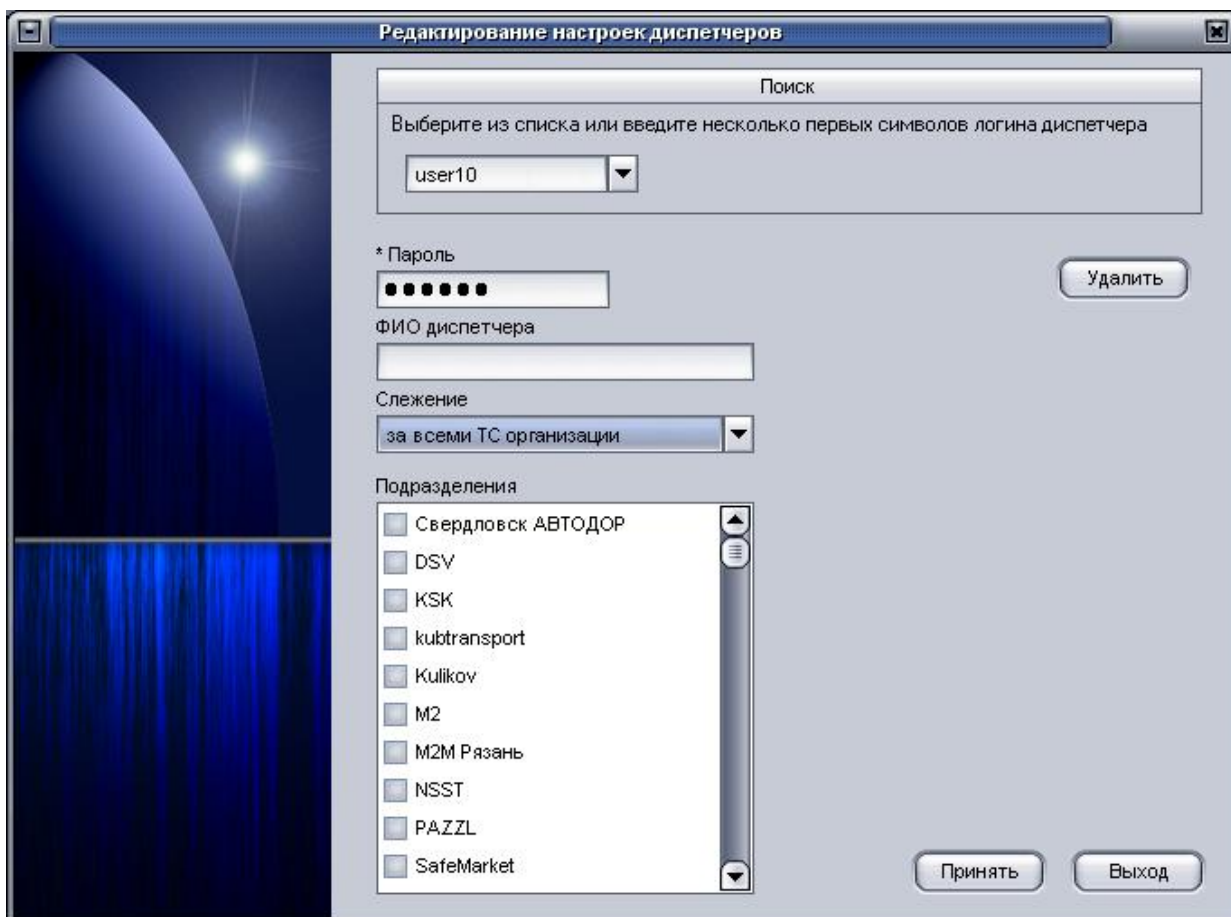 Редактирование настроек диспетчеров
Поиск
Выберите из списка или введите несколько первых символов логина диспетчера
user10
* Пароль
●●●●●●
Удалить
ФИО диспетчера
Слежение
за всеми ТС организации
Подразделения
Свердловск АВТОДОР
DSV
KSK
kubtransport
Kulikov
M2
M2M Рязань
NSST
PAZZL
SafeMarket
Принять
Выход